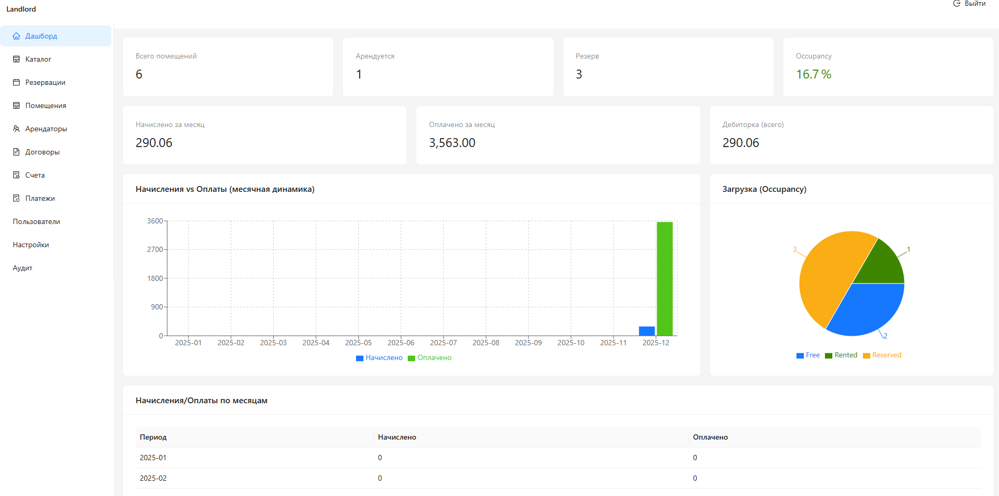 Landlord
Выйти
Дашборд
Каталог
Резервации
Помещения
Арендаторы
Договоры
Счета
Платежи
Пользователи
Настройки
Аудит
Всего помещений
6
Арендуется
1
Резерв
3
Occupancy
16.7 %
Начислено за месяц
290.06
Оплачено за месяц
3,563.00
Дебиторка (всего)
290.06
Начисления vs Оплаты (месячная динамика)
3600
2700
1800
900
0
2025-01 2025-02 2025-03 2025-04 2025-05 2025-06 2025-07 2025-08 2025-09 2025-10 2025-11 2025-12
Начислено Оплачено
Загрузка (Occupancy)
3
1
2
Free Rented Reserved
Начисления/Оплаты по месяцам
Период Начислено Оплачено
2025-01 0 0
2025-02 0 0